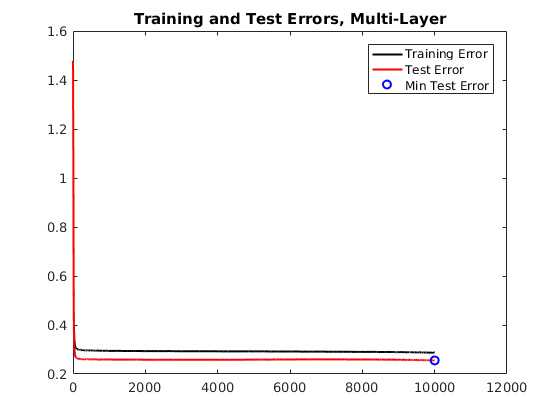 Training and Test Errors, Multi-Layer
1.6
1.4
1.2
1
0.8
0.6
0.4
0.2
Training Error
Test Error
Min Test Error
0 2000 4000 6000 8000 10000 12000